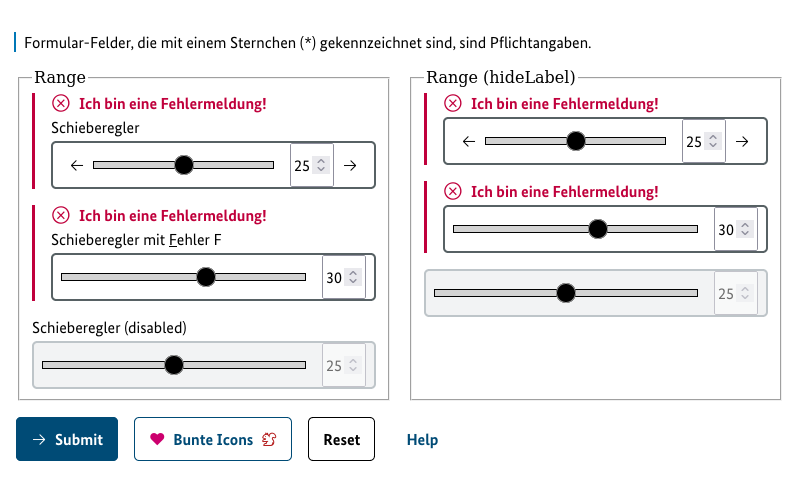 Formular-Felder, die mit einem Sternchen (*) gekennzeichnet sind, sind Pflichtangaben.
Range
Ich bin eine Fehlermeldung!
Schieberegler
25
Ich bin eine Fehlermeldung!
Schieberegler mit Fehler F
30
Schieberegler (disabled)
25
Range (hideLabel)
Ich bin eine Fehlermeldung!
25
Ich bin eine Fehlermeldung!
30
25
Submit
Bunte Icons
Reset
Help